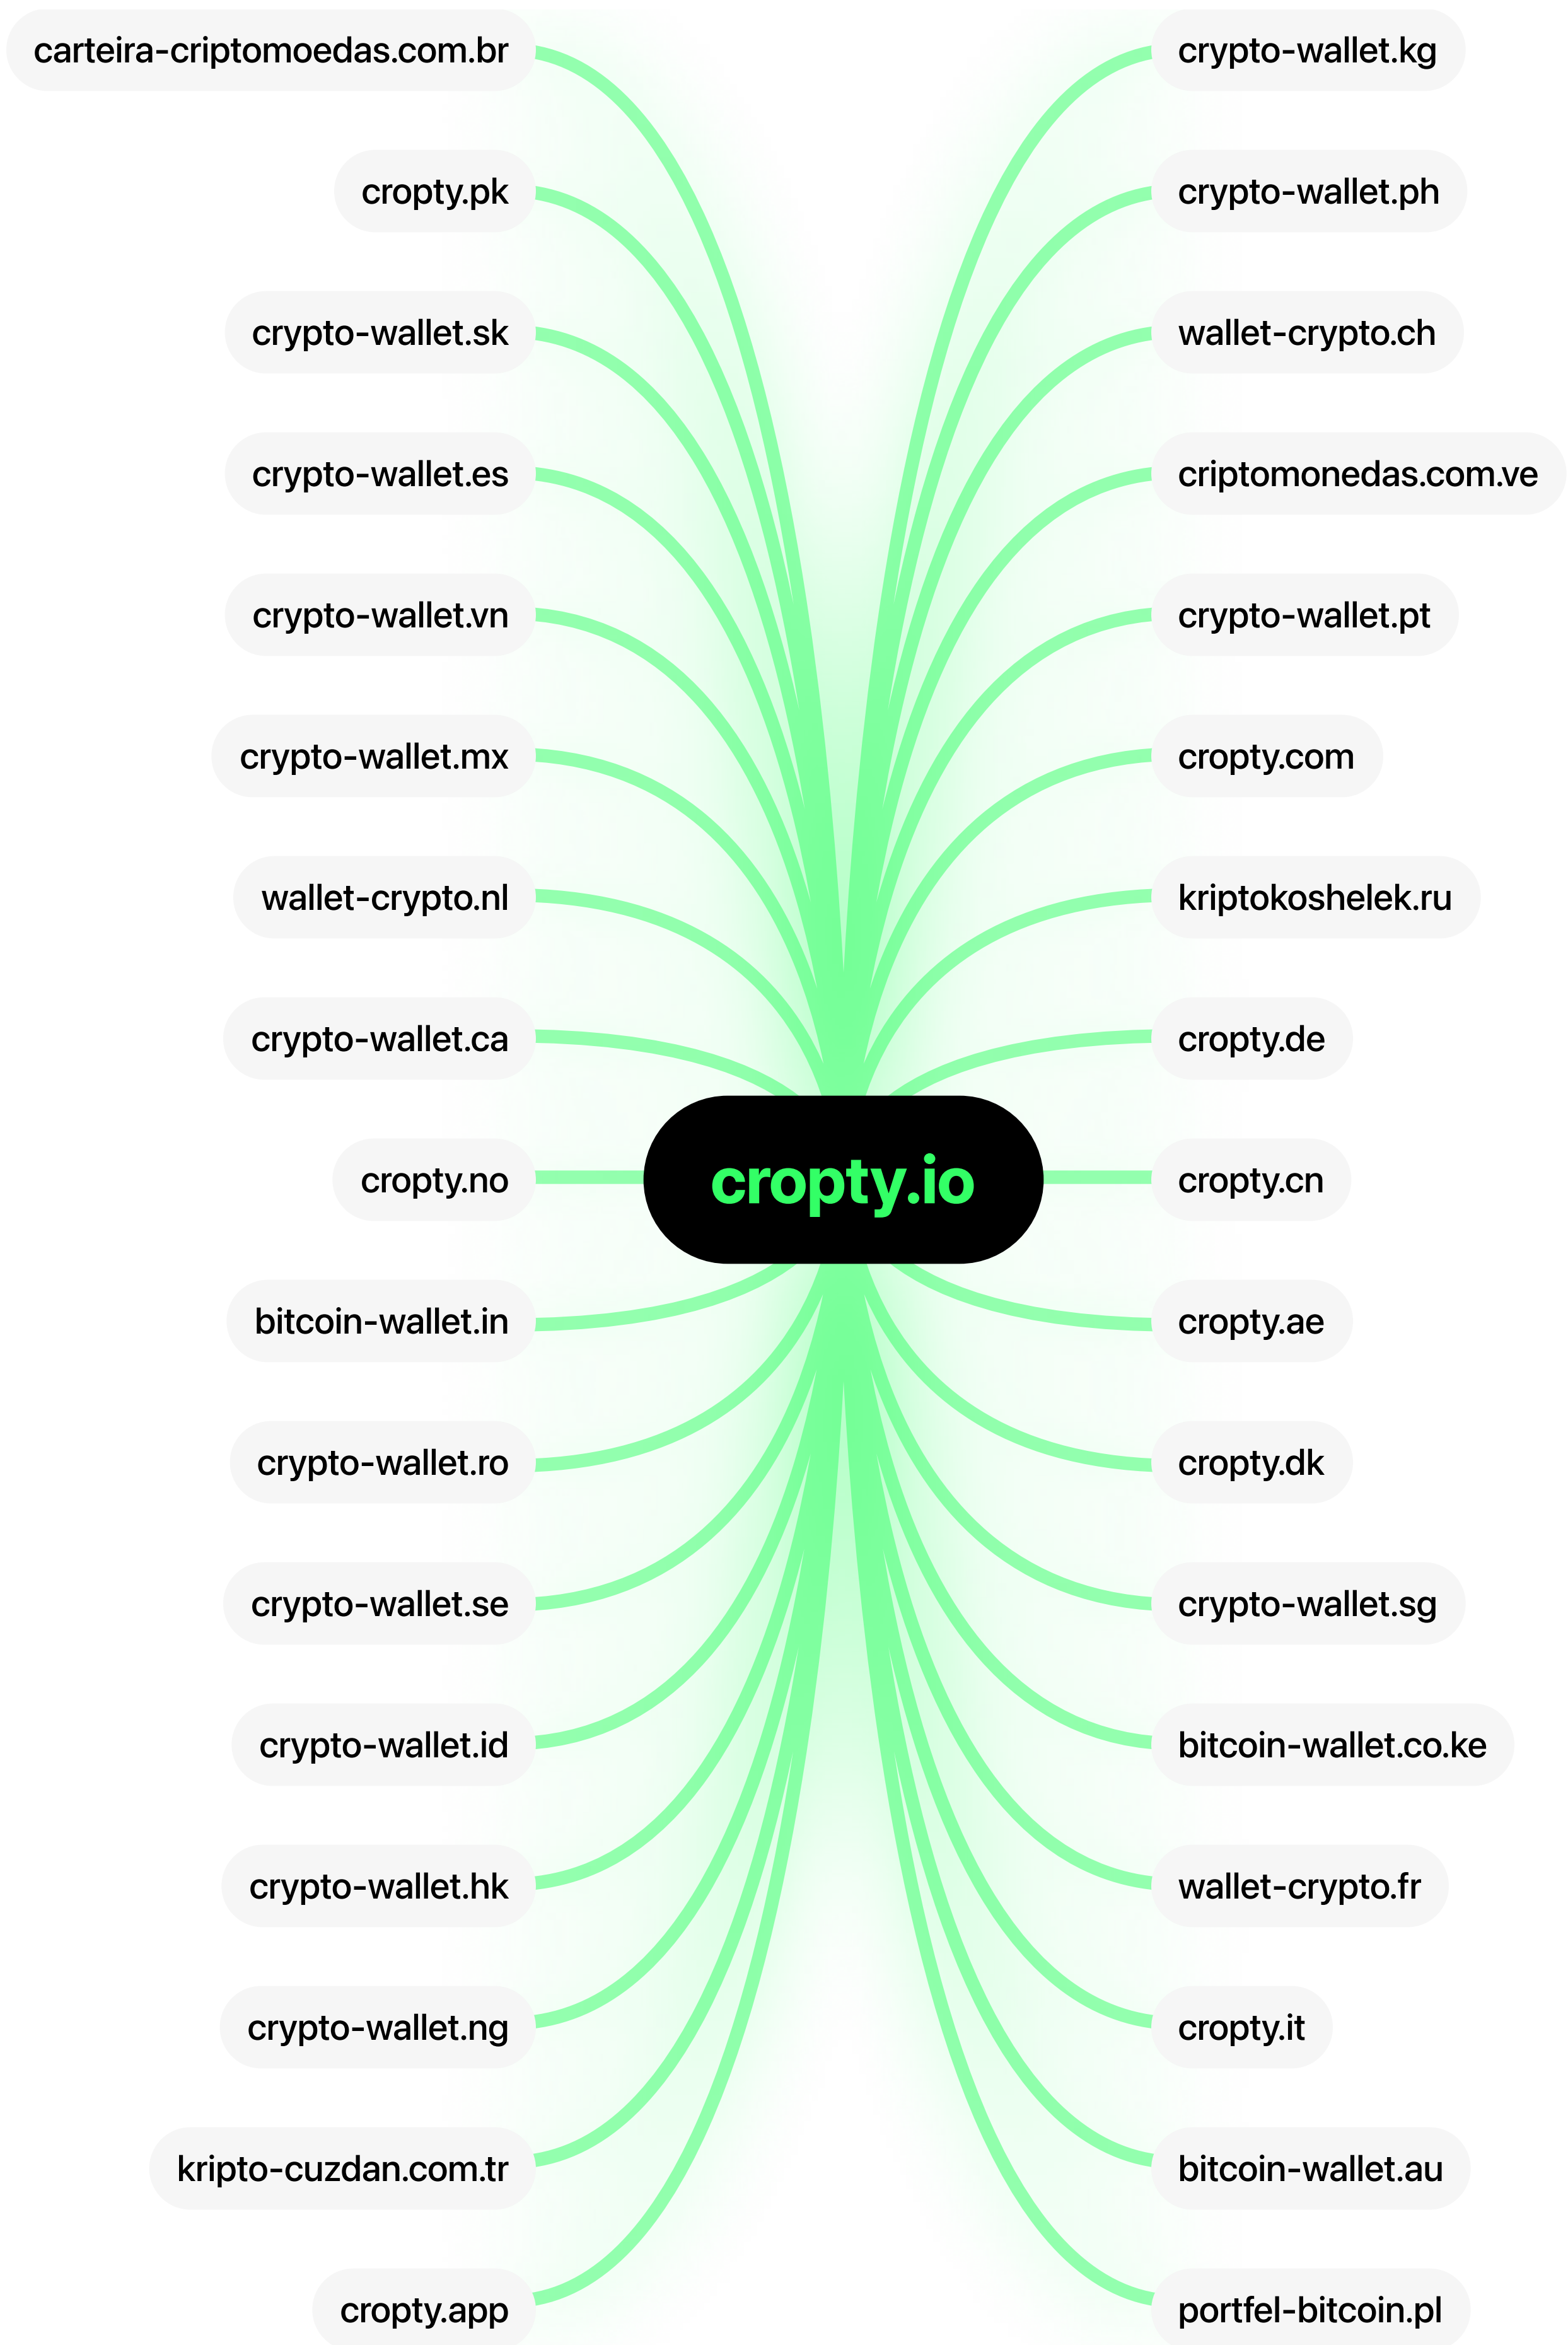 carteira-criptomoedas.com.br
cropty.pk
crypto-wallet.sk
crypto-wallet.es
crypto-wallet.vn
crypto-wallet.mx
wallet-crypto.nl
crypto-wallet.ca
cropty.no
bitcoin-wallet.in
crypto-wallet.ro
crypto-wallet.se
crypto-wallet.id
crypto-wallet.hk
crypto-wallet.ng
kripto-cuzdan.com.tr
cropty.app
cropty.io
crypto-wallet.kg
crypto-wallet.ph
wallet-crypto.ch
criptomonedas.com.ve
crypto-wallet.pt
cropty.com
kriptokoshelek.ru
cropty.de
cropty.cn
cropty.ae
cropty.dk
crypto-wallet.sg
bitcoin-wallet.co.ke
wallet-crypto.fr
cropty.it
bitcoin-wallet.au
portfel-bitcoin.pl